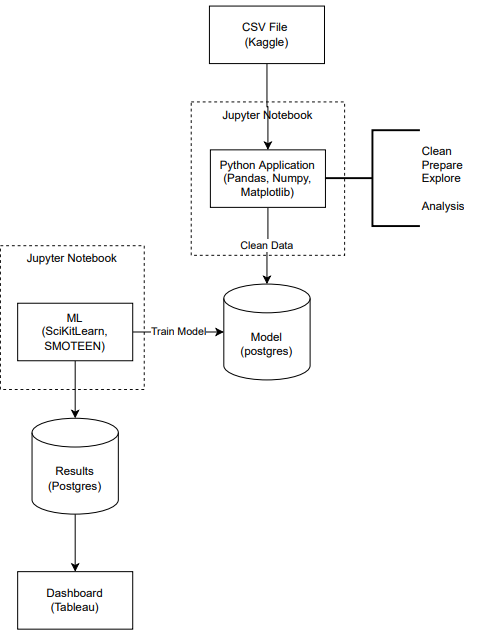 CSV File
(Kaggle)
Jupyter Notebook
Python Application
(Pandas, Numpy,
Matplotlib)
Clean
Prepare
Explore
Analysis
Clean Data
Jupyter Notebook
ML
(SciKitLearn,
SMOTEEN)
Train Model
Model
(postgres)
Results
(Postgres)
Dashboard
(Tableau)